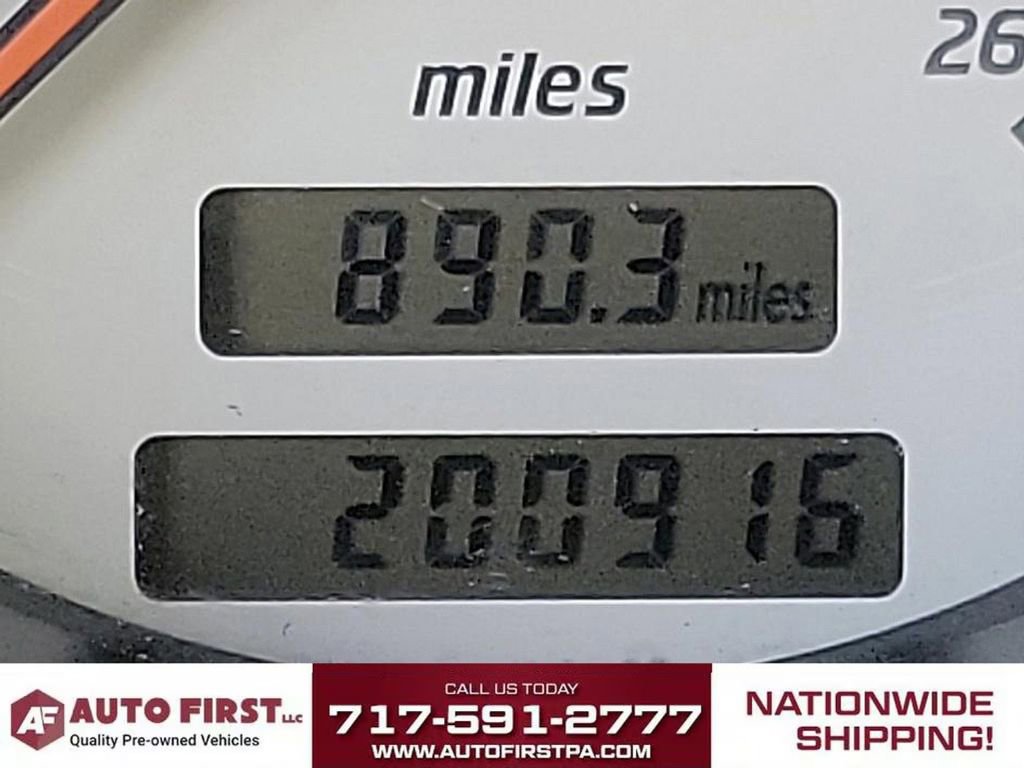 miles
26
890.3 miles
200916
AF AUTO FIRST LLC
Quality Pre-owned Vehicles
CALL US TODAY
717-591-2777
WWW.AUTOFIRSTPA.COM
NATIONWIDE
SHIPPING!